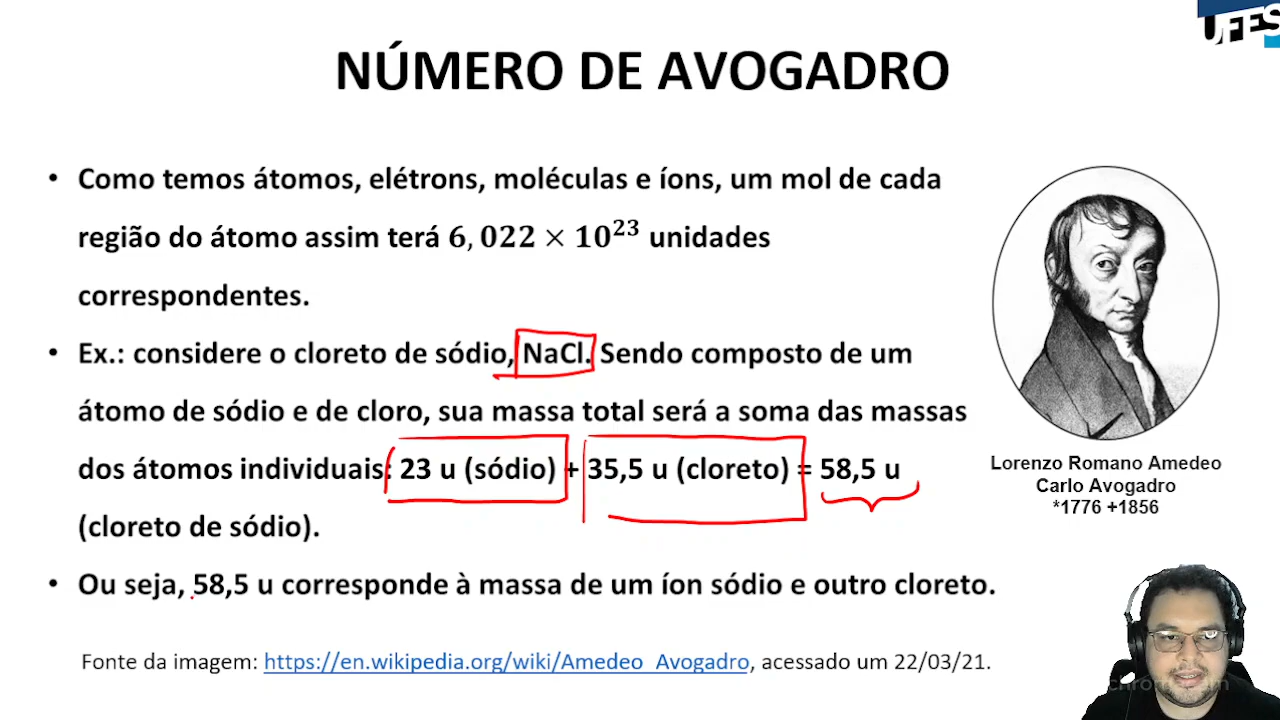 UFES
NÚMERO DE AVOGADRO
• Como temos átomos, elétrons, moléculas e íons, um mol de cada
região do átomo assim terá 6,022 × 10²³ unidades
correspondentes.
• Ex.: considere o cloreto de sódio, NaCl. Sendo composto de um
átomo de sódio e de cloro, sua massa total será a soma das massas
dos átomos individuais: 23 u (sódio) + 35,5 u (cloreto) = 58,5 u
(cloreto de sódio).
• Ou seja, 58,5 u corresponde à massa de um íon sódio e outro cloreto.
Lorenzo Romano Amedeo
Carlo Avogadro
*1776 +1856
Fonte da imagem: https://en.wikipedia.org/wiki/Amedeo_Avogadro, acessado um 22/03/21.